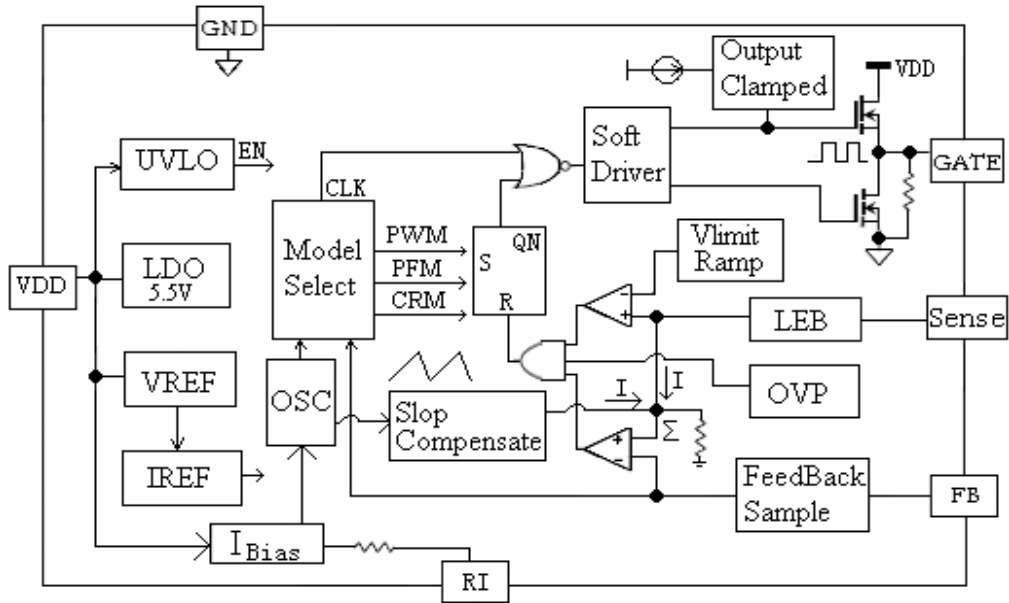 GND
Output
Clamped
VDD
UVLO
EN
Soft
Driver
GATE
CLK
Model
Select
PWM
PFM
CRM
QN
S
R
Vlimit
Ramp
VDD
LDO
5.5V
-
+
LEB
Sense
VREF
OSC
Slop
Compensate
I
I
Σ
OVP
+
-
IREF
FeedBack
Sample
FB
I Bias
RI